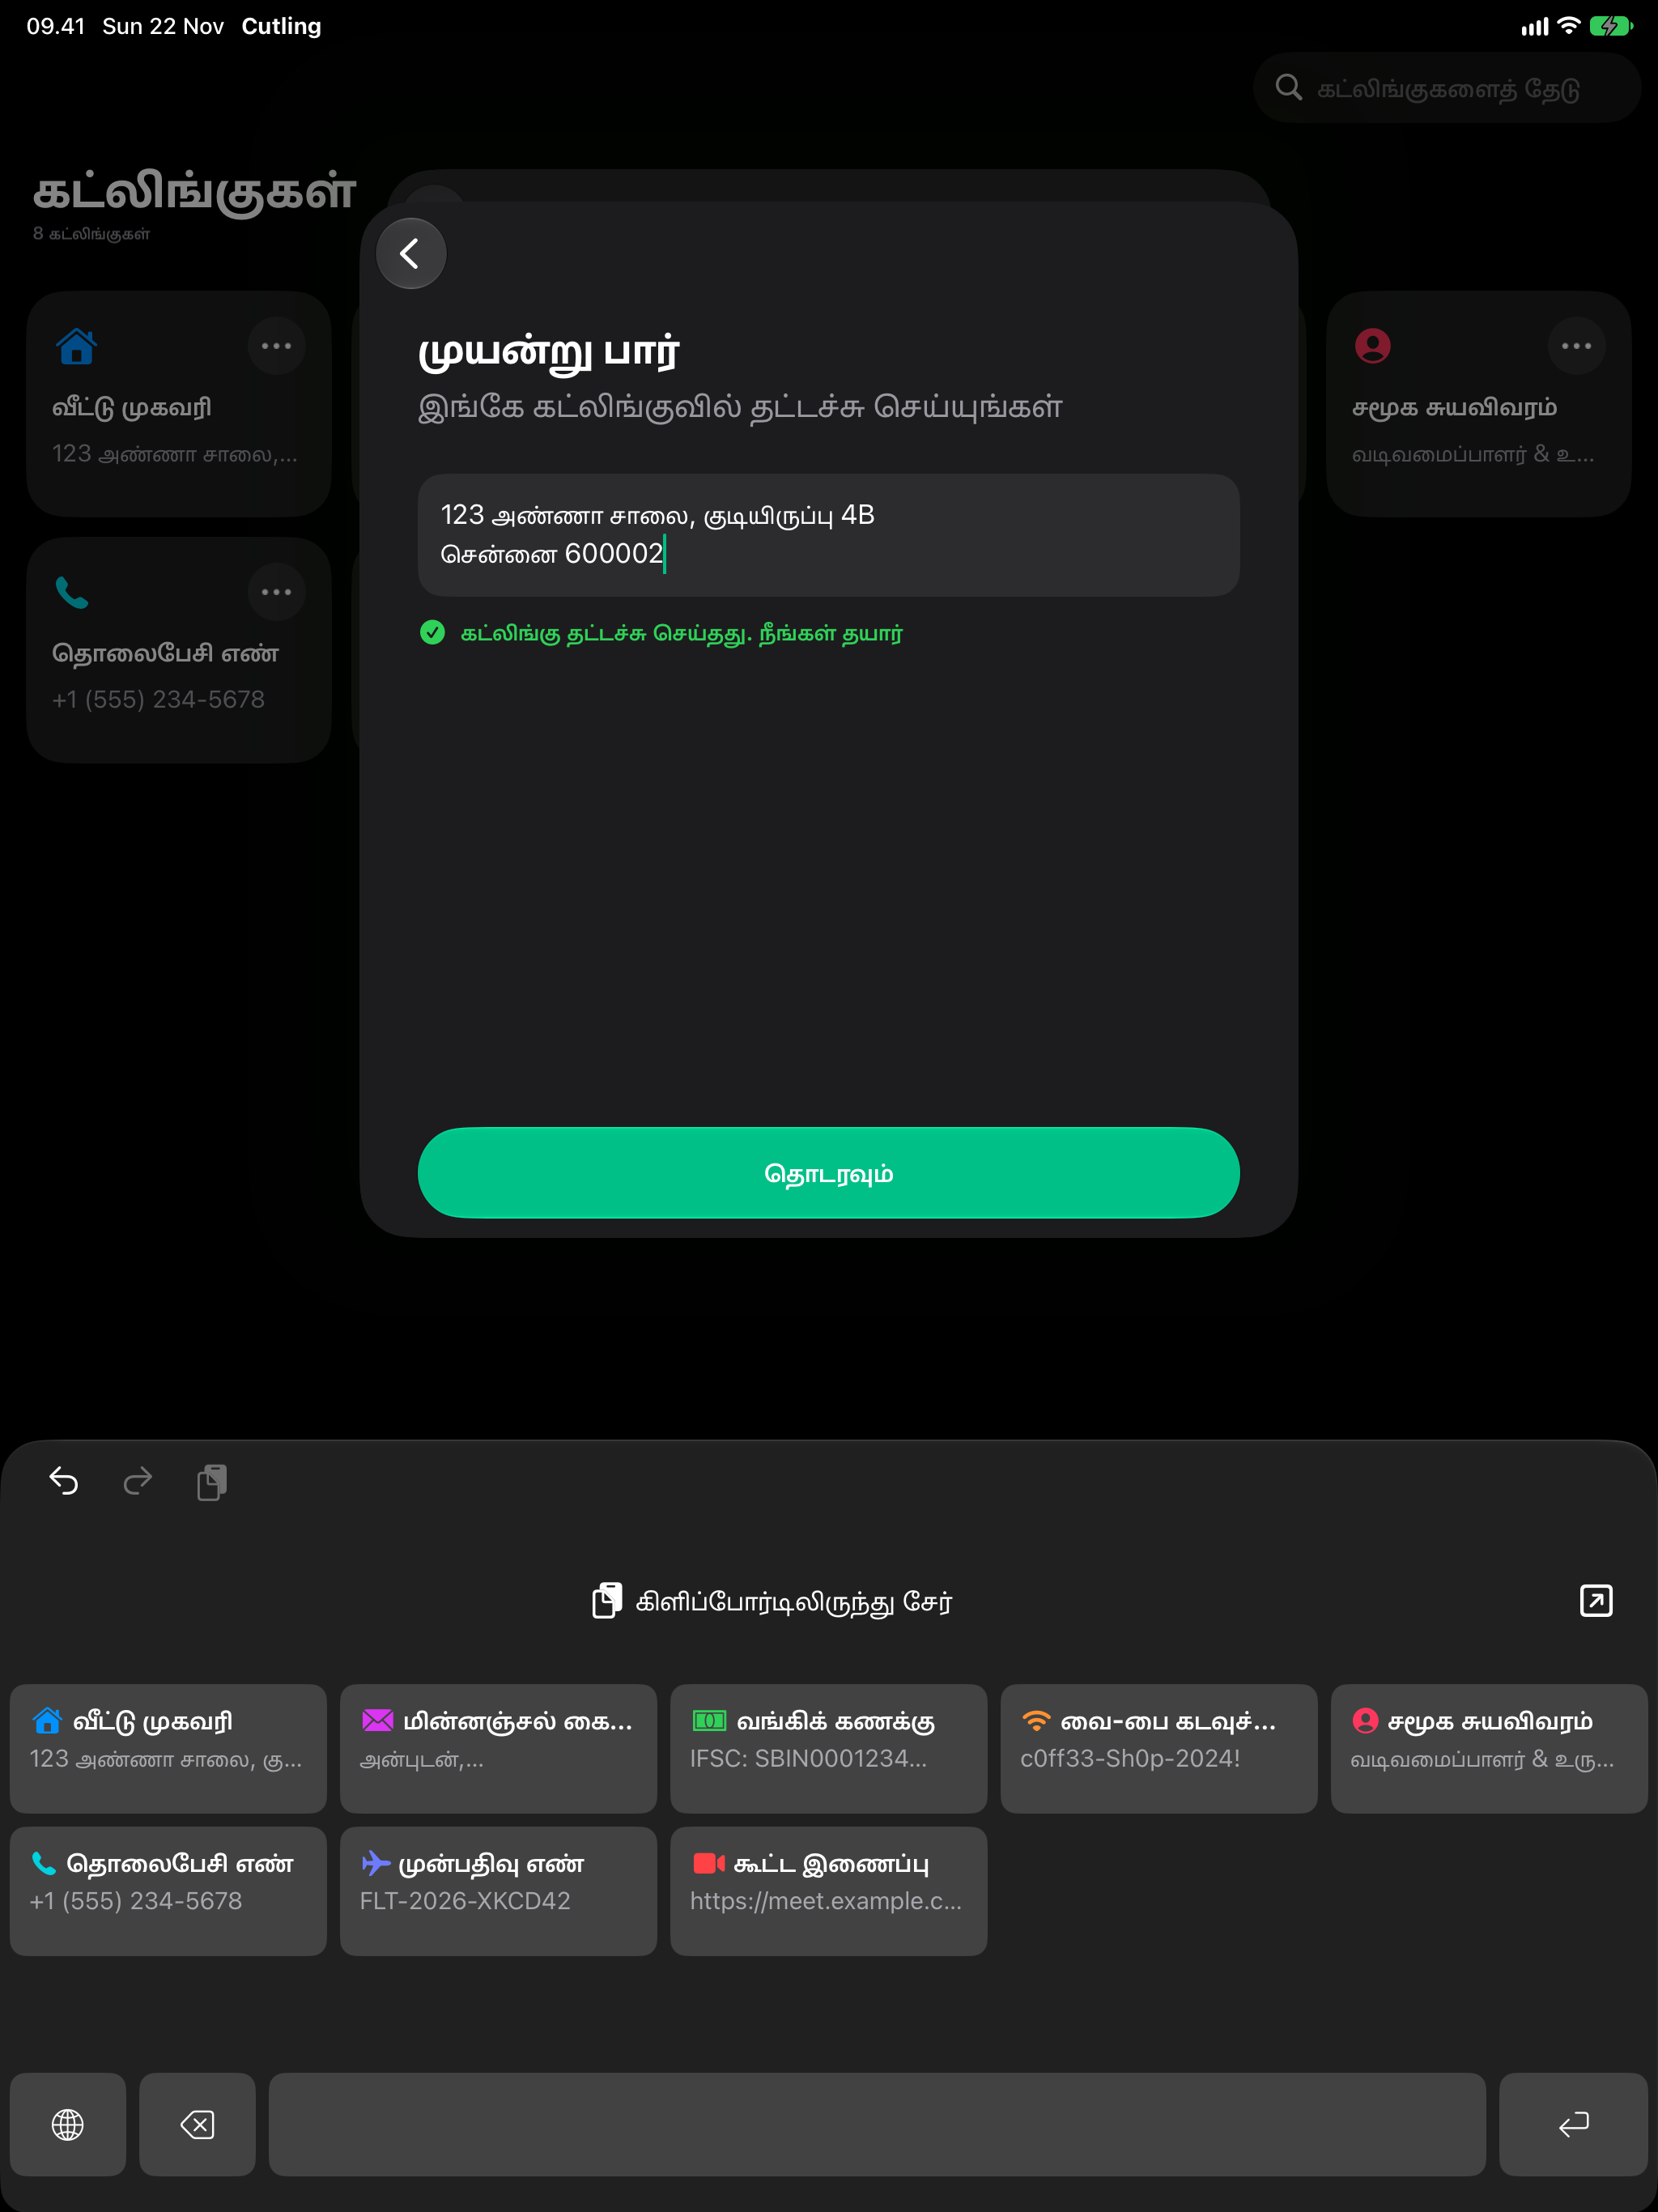 09.41 Sun 22 Nov Cutling
கட்லிங்குகளைத் தேடு
கட்லிங்குகள்
8 கட்லிங்குகள்
வீட்டு முகவரி
123 அண்ணா சாலை,...
சமூக சுயவிவரம்
வடிவமைப்பாளர் & உ...
தொலைபேசி எண்
+1 (555) 234-5678
முயன்று பார்
இங்கே கட்லிங்குவில் தட்டச்சு செய்யுங்கள்
123 அண்ணா சாலை, குடியிருப்பு 4B
சென்னை 600002
கட்லிங்கு தட்டச்சு செய்தது. நீங்கள் தயார்
தொடரவும்
கிளிப்போர்டிலிருந்து சேர்
வீட்டு முகவரி
123 அண்ணா சாலை, கு...
மின்னஞ்சல் கை...
அன்புடன்,...
வங்கிக் கணக்கு
IFSC: SBIN0001234...
வை-பை கடவுச்...
c0ff33-Sh0p-2024!
சமூக சுயவிவரம்
வடிவமைப்பாளர் & உரு...
தொலைபேசி எண்
+1 (555) 234-5678
முன்பதிவு எண்
FLT-2026-XKCD42
கூட்ட இணைப்பு
https://meet.example.c...